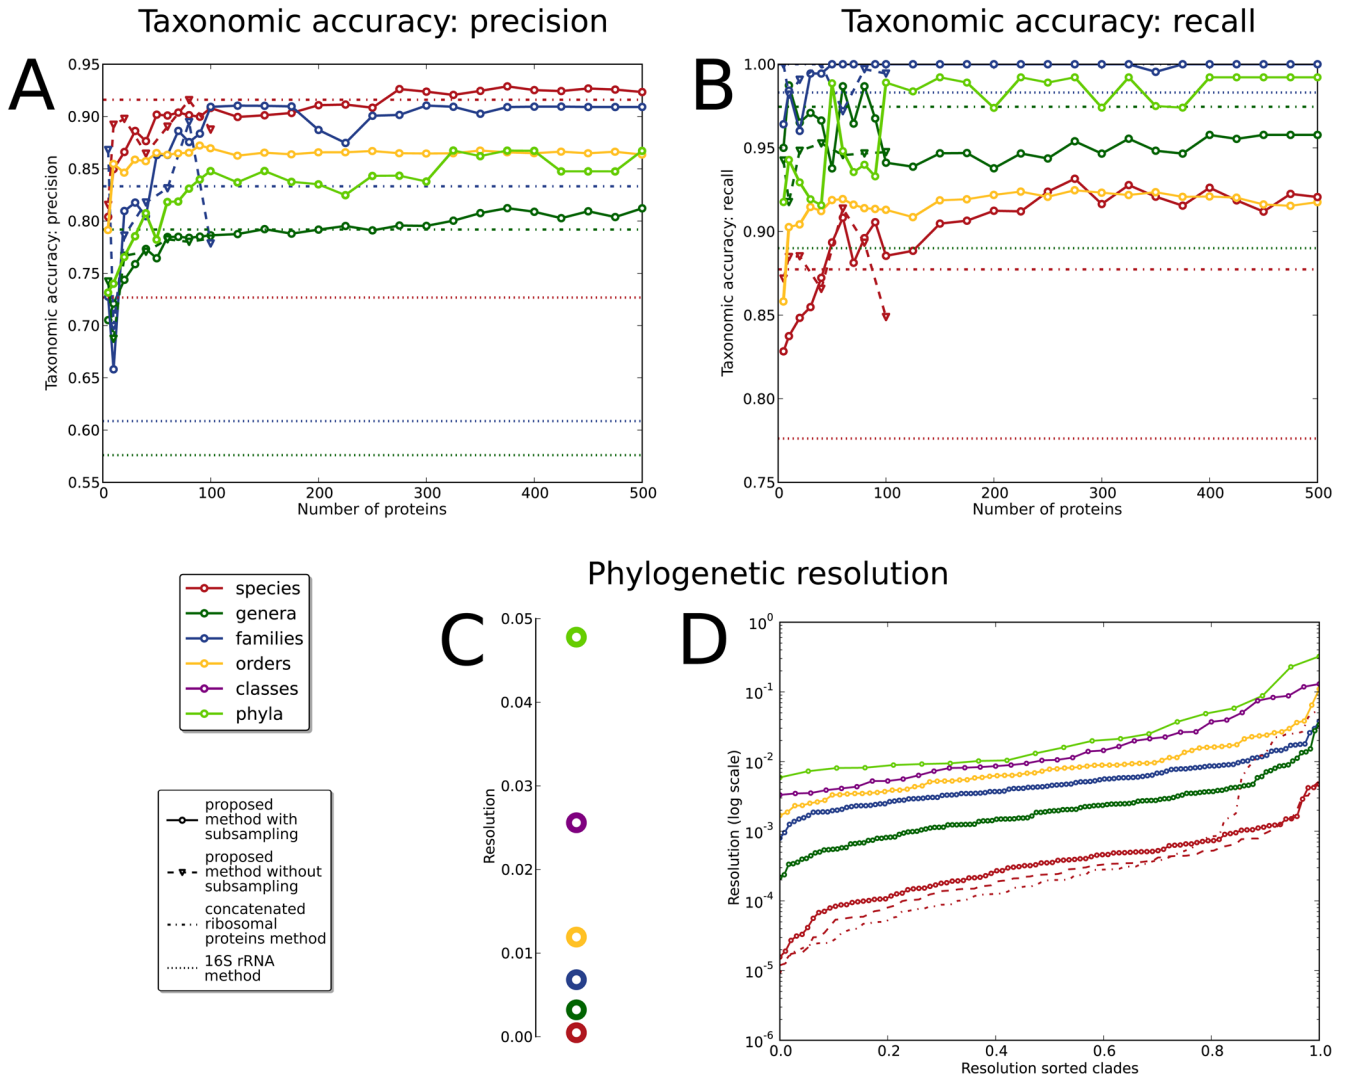 Taxonomic accuracy: precision
Taxonomic accuracy: recall
A
0.95
0.90
0.85
0.80
0.75
0.70
0.65
0.60
0.55
Taxonomic accuracy: precision
0
100
200
300
400
500
Number of proteins
B
1.00
0.95
0.90
0.85
0.80
0.75
Taxonomic accuracy: recall
0
100
200
300
400
500
Number of proteins
Phylogenetic resolution
species
genera
families
orders
classes
phyla
proposed
method with
subsampling
proposed
method without
subsampling
concatenated
ribosomal
proteins method
16S rRNA
method
C
0.05
0.04
0.03
0.02
0.01
0.00
Resolution
D
10^0
10^-1
10^-2
10^-3
10^-4
10^-5
10^-6
Resolution (log scale)
0.0
0.2
0.4
0.6
0.8
1.0
Resolution sorted clades